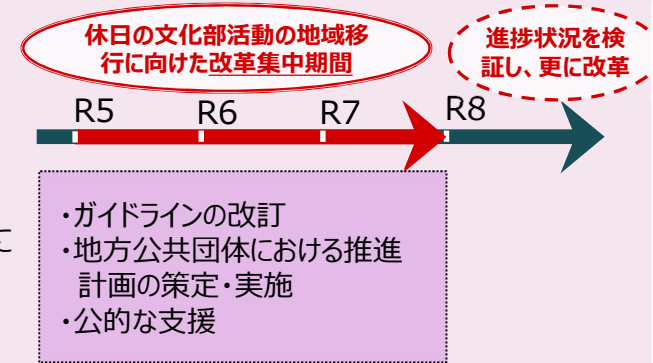 休日の文化部活動の地域移
行に向けた改革集中期間
進捗状況を検
証し、更に改革
R5 R6 R7 R8
・ガイドラインの改訂
・地方公共団体における推進
計画の策定・実施
・公的な支援
に